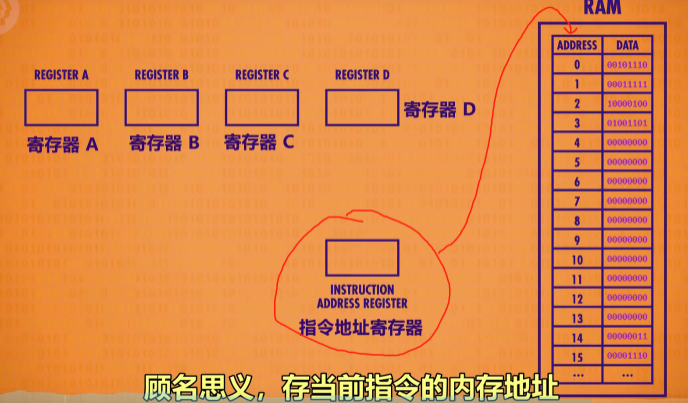 RAM
REGISTER A
REGISTER B
REGISTER C
REGISTER D
寄存器 A
寄存器 B
寄存器 C
寄存器 D
INSTRUCTION
ADDRESS REGISTER
指令地址寄存器
ADDRESS DATA
0 00101110
1 00011111
2 10000100
3 01001101
4 00000000
5 00000000
6 00000000
7 00000000
8 00000000
9 00000000
10 00000000
11 00000000
12 00000000
13 00000000
14 00000011
15 00001110
... ...
顾名思义，存当前指令的内存地址